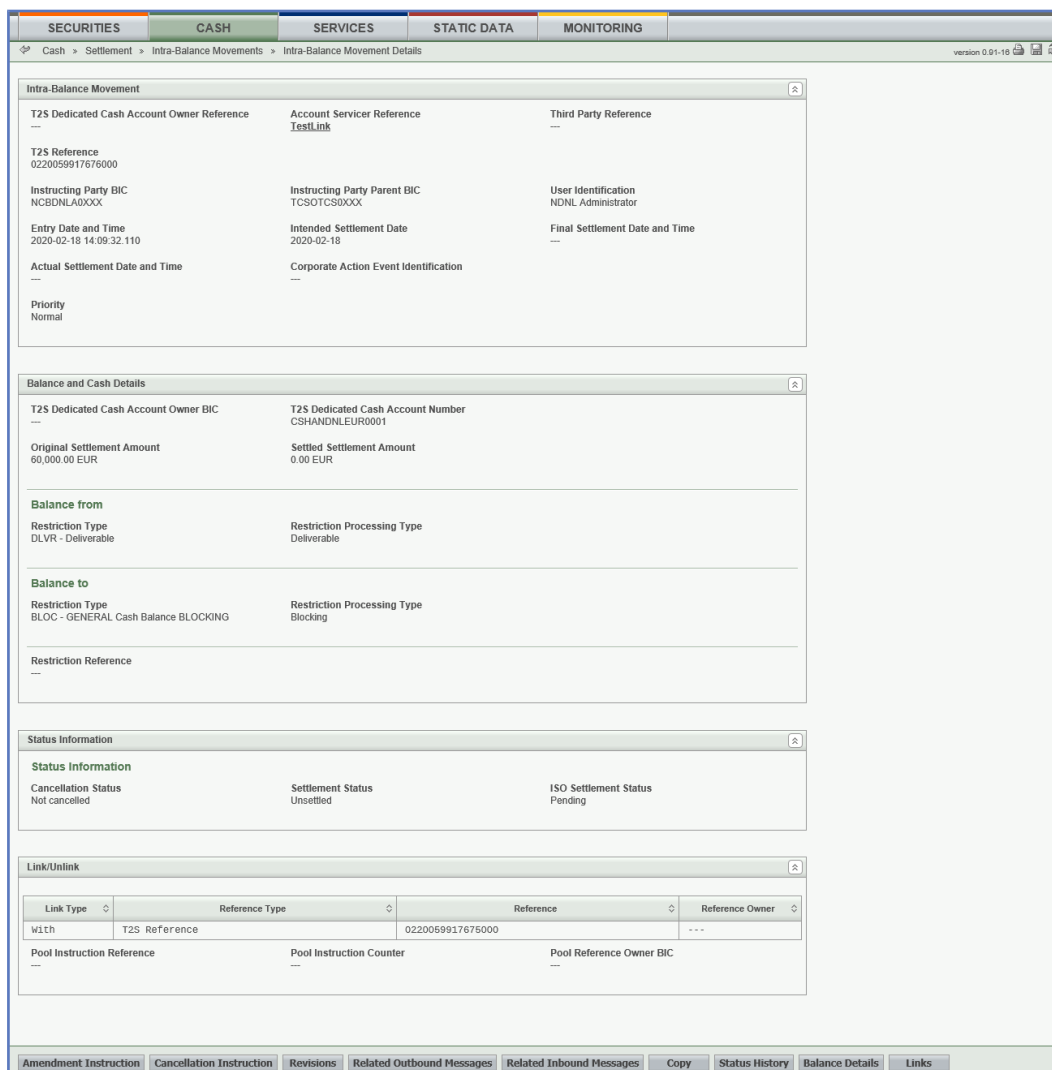 SECURITIES CASH SERVICES STATIC DATA MONITORING
Cash » Settlement » Intra-Balance Movements » Intra-Balance Movement Details version 0.91-16
Intra-Balance Movement
T2S Dedicated Cash Account Owner Reference Account Servicer Reference Third Party Reference
--- TestLink ---
T2S Reference
0220059917676000
Instructing Party BIC Instructing Party Parent BIC User Identification
NCBDNLA0XXX TCSOTCS0XXX NDNL Administrator
Entry Date and Time Intended Settlement Date Final Settlement Date and Time
2020-02-18 14:09:32.110 2020-02-18 ---
Actual Settlement Date and Time Corporate Action Event Identification
--- ---
Priority
Normal
Balance and Cash Details
T2S Dedicated Cash Account Owner BIC T2S Dedicated Cash Account Number
--- CSHANDNLEUR0001
Original Settlement Amount Settled Settlement Amount
60,000.00 EUR 0.00 EUR
Balance from
Restriction Type Restriction Processing Type
DLVR - Deliverable Deliverable
Balance to
Restriction Type Restriction Processing Type
BLOC - GENERAL Cash Balance BLOCKING Blocking
Restriction Reference
---
Status Information
Status Information
Cancellation Status Settlement Status ISO Settlement Status
Not cancelled Unsettled Pending
Link/Unlink
Link Type Reference Type Reference Reference Owner
With T2S Reference 0220059917675000 ---
Pool Instruction Reference Pool Instruction Counter Pool Reference Owner BIC
--- --- ---
Amendment Instruction Cancellation Instruction Revisions Related Outbound Messages Related Inbound Messages Copy Status History Balance Details Links